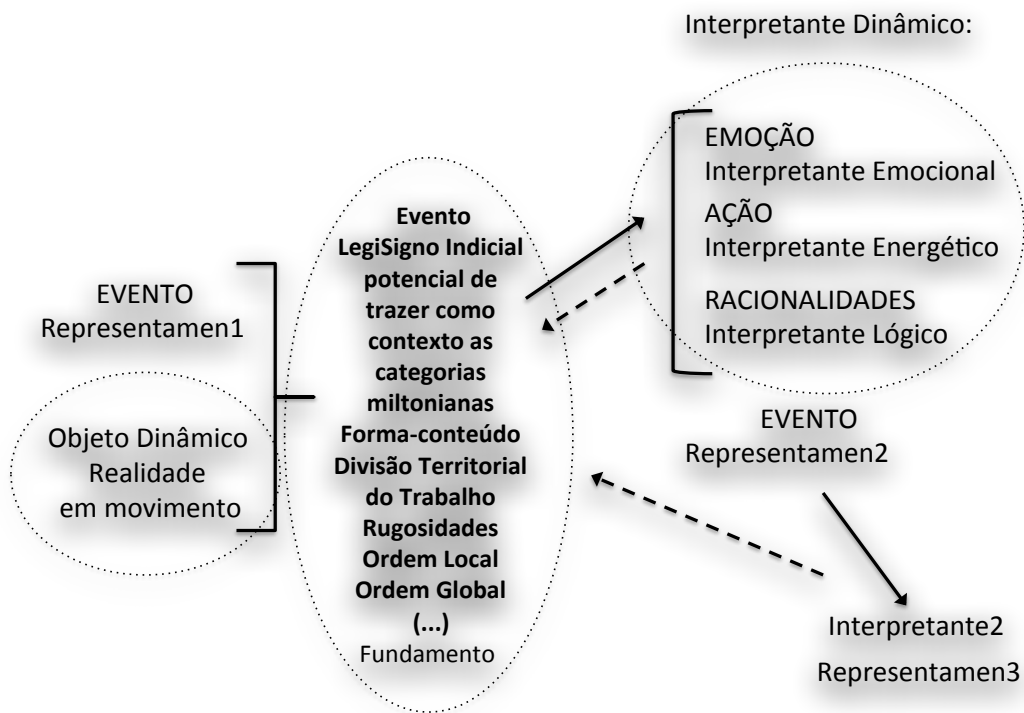 Interpretante Dinâmico:
EMOÇÃO
Interpretante Emocional
AÇÃO
Interpretante Energético
RACIONALIDADES
Interpretante Lógico
EVENTO
Representamen1
Objeto Dinâmico
Realidade
em movimento
Evento
LegiSigno Indicial
potencial de
trazer como
contexto as
categorias
miltonianas
Forma-conteúdo
Divisão Territorial
do Trabalho
Rugosidades
Ordem Local
Ordem Global
(...)
Fundamento
EVENTO
Representamen2
Interpretante2
Representamen3